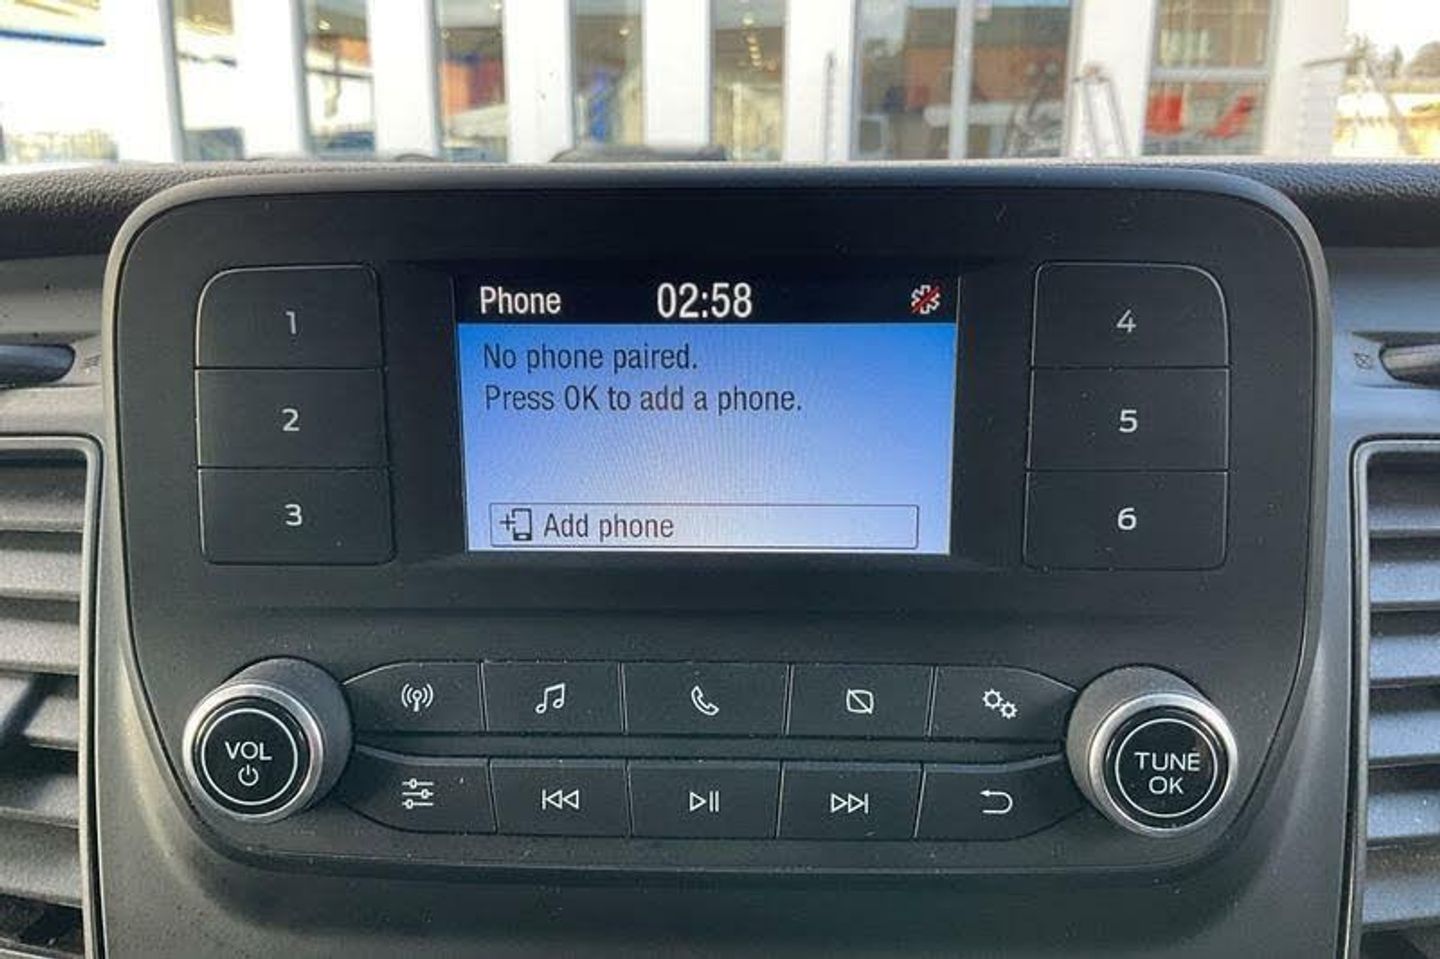 Phone 02:58
No phone paired.
Press OK to add a phone.
Add phone
1
2
3
4
5
6
VOL
TUNE
OK